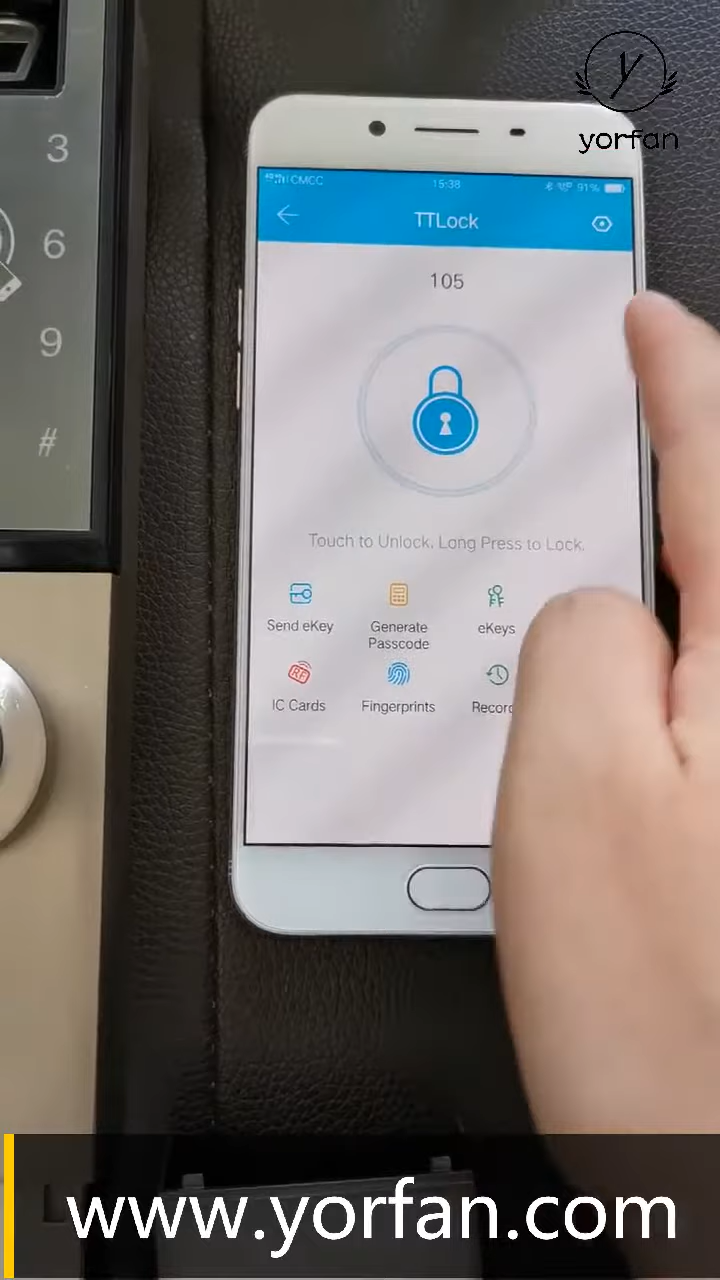 yorfan
3
6
9
#
CMCC
15:38
91%
TTLock
105
Touch to Unlock. Long Press to Lock.
Send eKey
Generate
Passcode
eKeys
IC Cards
Fingerprints
Record
www.yorfan.com